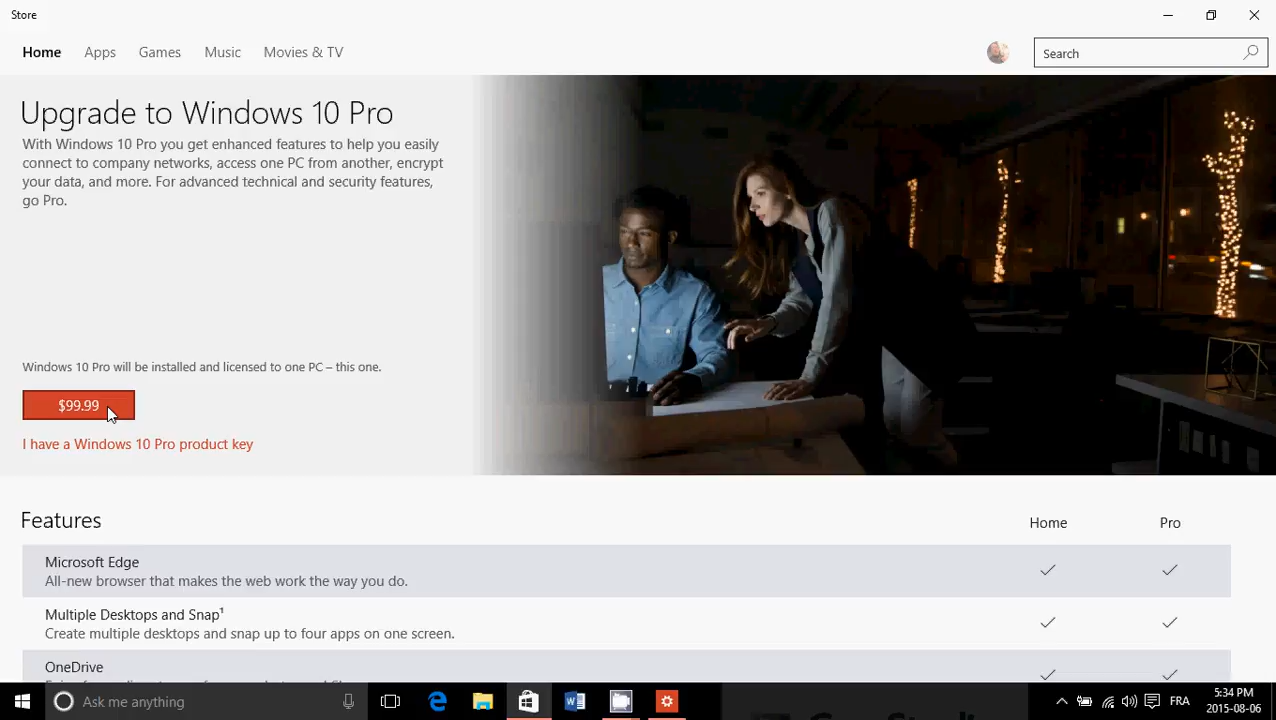 Store
Home Apps Games Music Movies & TV
Search
Upgrade to Windows 10 Pro
With Windows 10 Pro you get enhanced features to help you easily
connect to company networks, access one PC from another, encrypt
your data, and more. For advanced technical and security features,
go Pro.
Windows 10 Pro will be installed and licensed to one PC – this one.
$99.99
I have a Windows 10 Pro product key
Features Home Pro
Microsoft Edge
All-new browser that makes the web work the way you do.
Multiple Desktops and Snap¹
Create multiple desktops and snap up to four apps on one screen.
OneDrive
Ask me anything
FRA
5:34 PM
2015-08-06